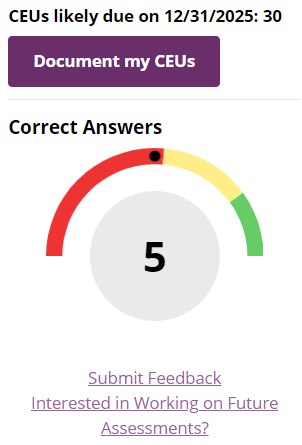 CEUs likely due on 12/31/2025: 30
Document my CEUs
Correct Answers
5
Submit Feedback
Interested in Working on Future
Assessments?